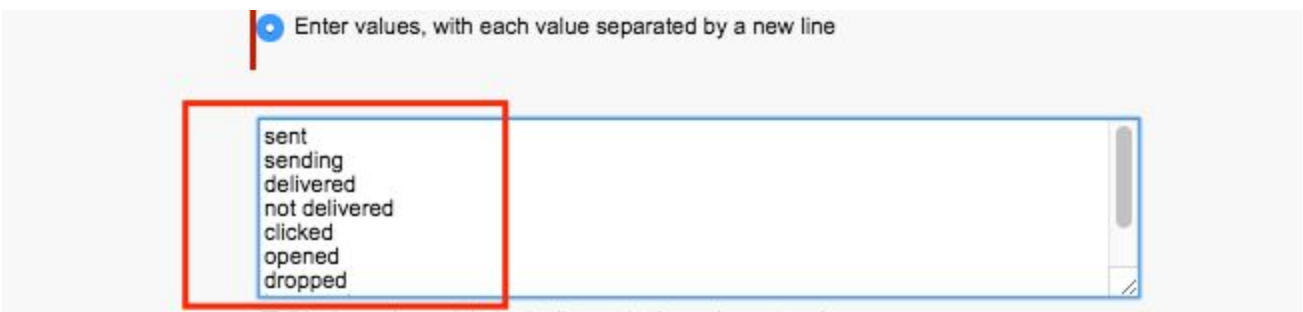 Enter values, with each value separated by a new line
sent
sending
delivered
not delivered
clicked
opened
dropped